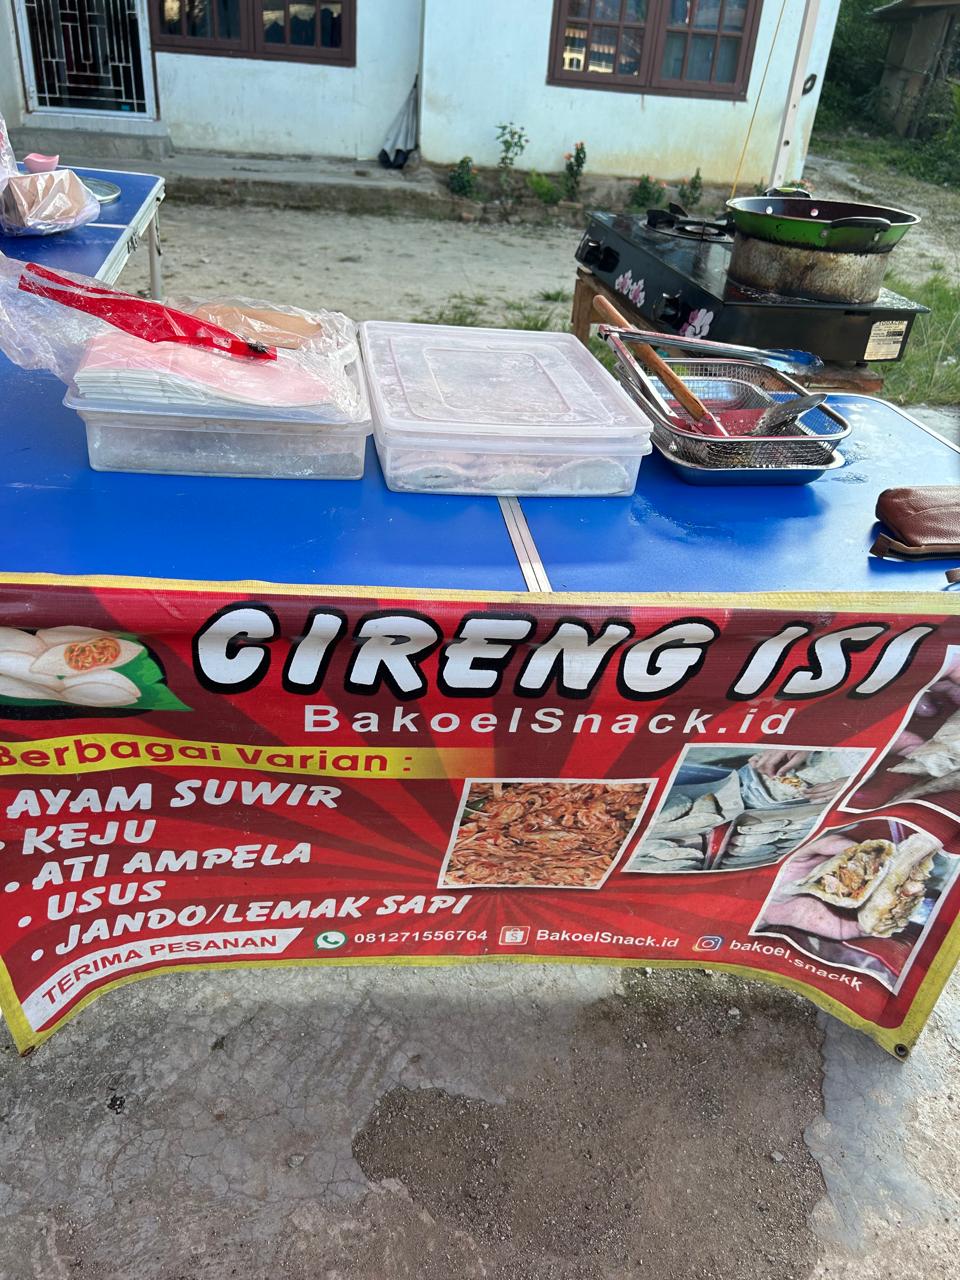 CIRENG ISI
BakoelSnack.id
Berbagai Varian :
• AYAM SUWIR
• KEJU
• ATI AMPELA
• USUS
• JANDO/LEMAK SAPI
TERIMA PESANAN
081271556764 BakoelSnack.id bakoel.snackk